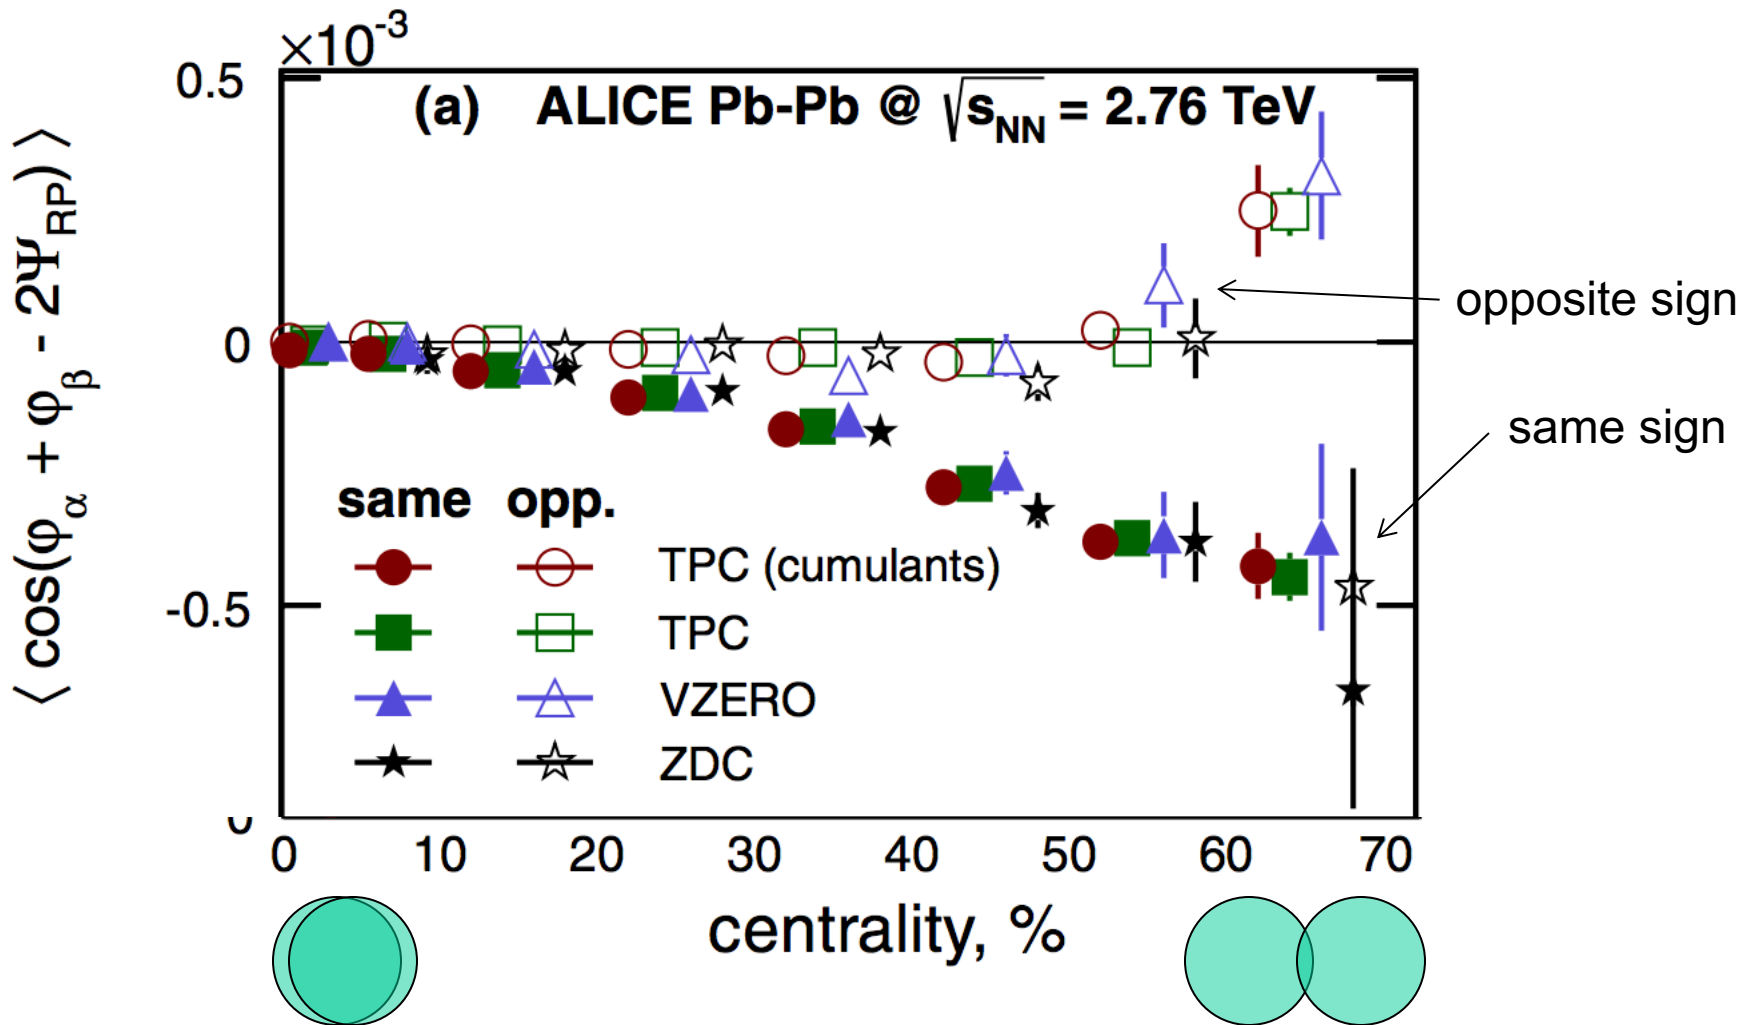 ×10⁻³
0.5
(a) ALICE Pb-Pb @ √sNN = 2.76 TeV
⟨ cos(φα + φβ - 2ΨRP) ⟩
opposite sign
0
same sign
same opp.
TPC (cumulants)
-0.5
TPC
VZERO
ZDC
0 10 20 30 40 50 60 70
centrality, %